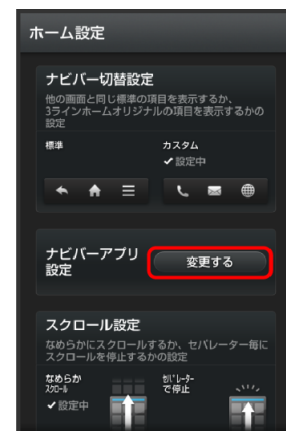 ホーム設定
ナビバー切替設定
他の画面と同じ標準の項目を表示するか、
3ラインホームオリジナルの項目を表示するかの
設定
標準
カスタム
✔設定中
ナビバーアプリ
設定
変更する
スクロール設定
なめらかにスクロールするか、セパレーター毎に
スクロールを停止するかの設定
なめらか
スクロール
✔設定中
セパレーター
で停止